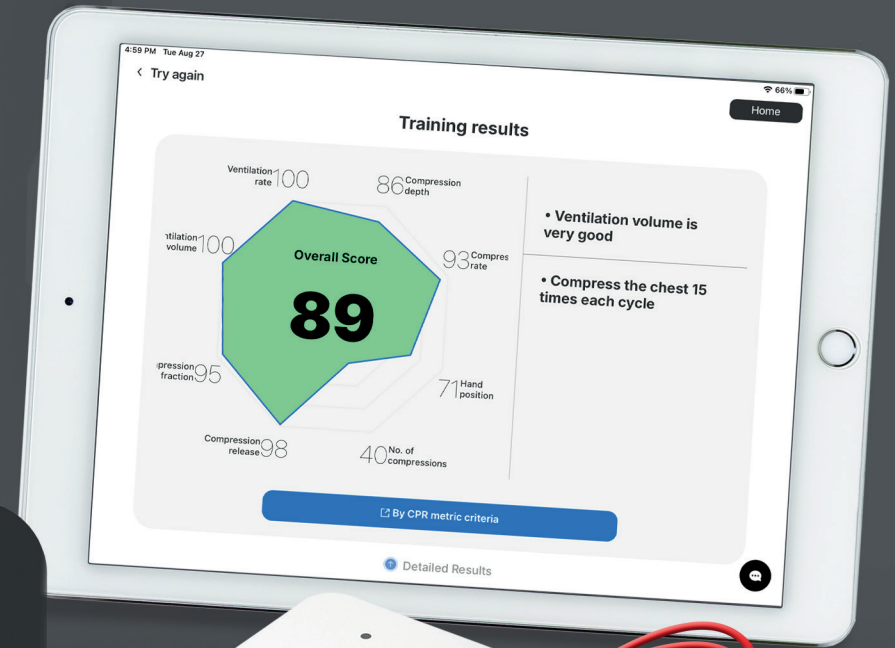 4:59 PM Tue Aug 27
66%
Try again
Home
Training results
Ventilation
rate 100
86 Compression
depth
ntilation
volume 100
93 Compres
rate
Overall Score
89
pression
fraction 95
71 Hand
position
Compression
release 98
40 No. of
compressions
• Ventilation volume is
very good
• Compress the chest 15
times each cycle
By CPR metric criteria
Detailed Results